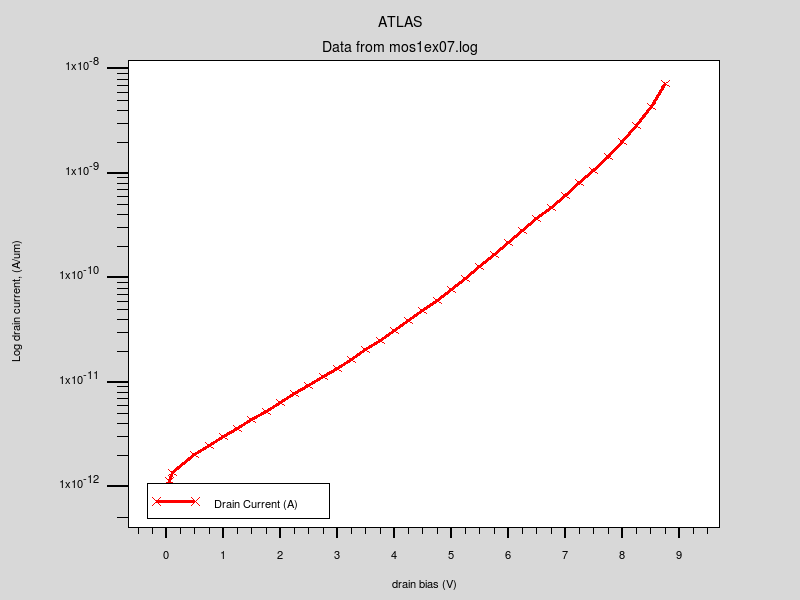 ATLAS
Data from mos1ex07.log
1x10^-8
1x10^-9
1x10^-10
1x10^-11
1x10^-12
Log drain current, (A/um)
Drain Current (A)
0 1 2 3 4 5 6 7 8 9
drain bias (V)